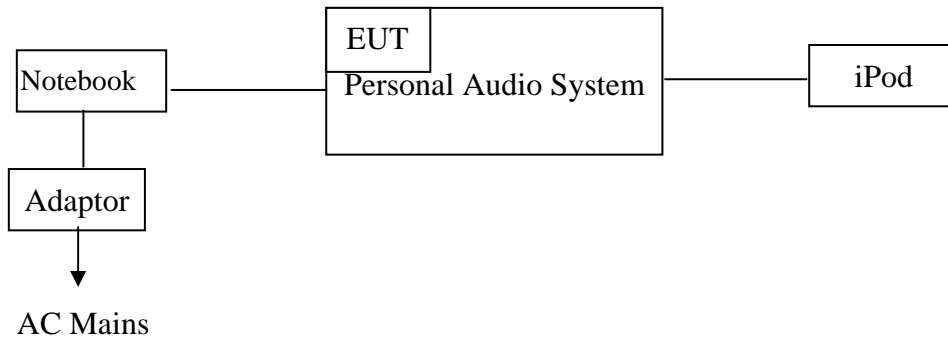 EUT
Notebook
Personal Audio System
iPod
Adaptor
AC Mains